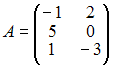 A = ( -1 2
5 0
1 -3 )